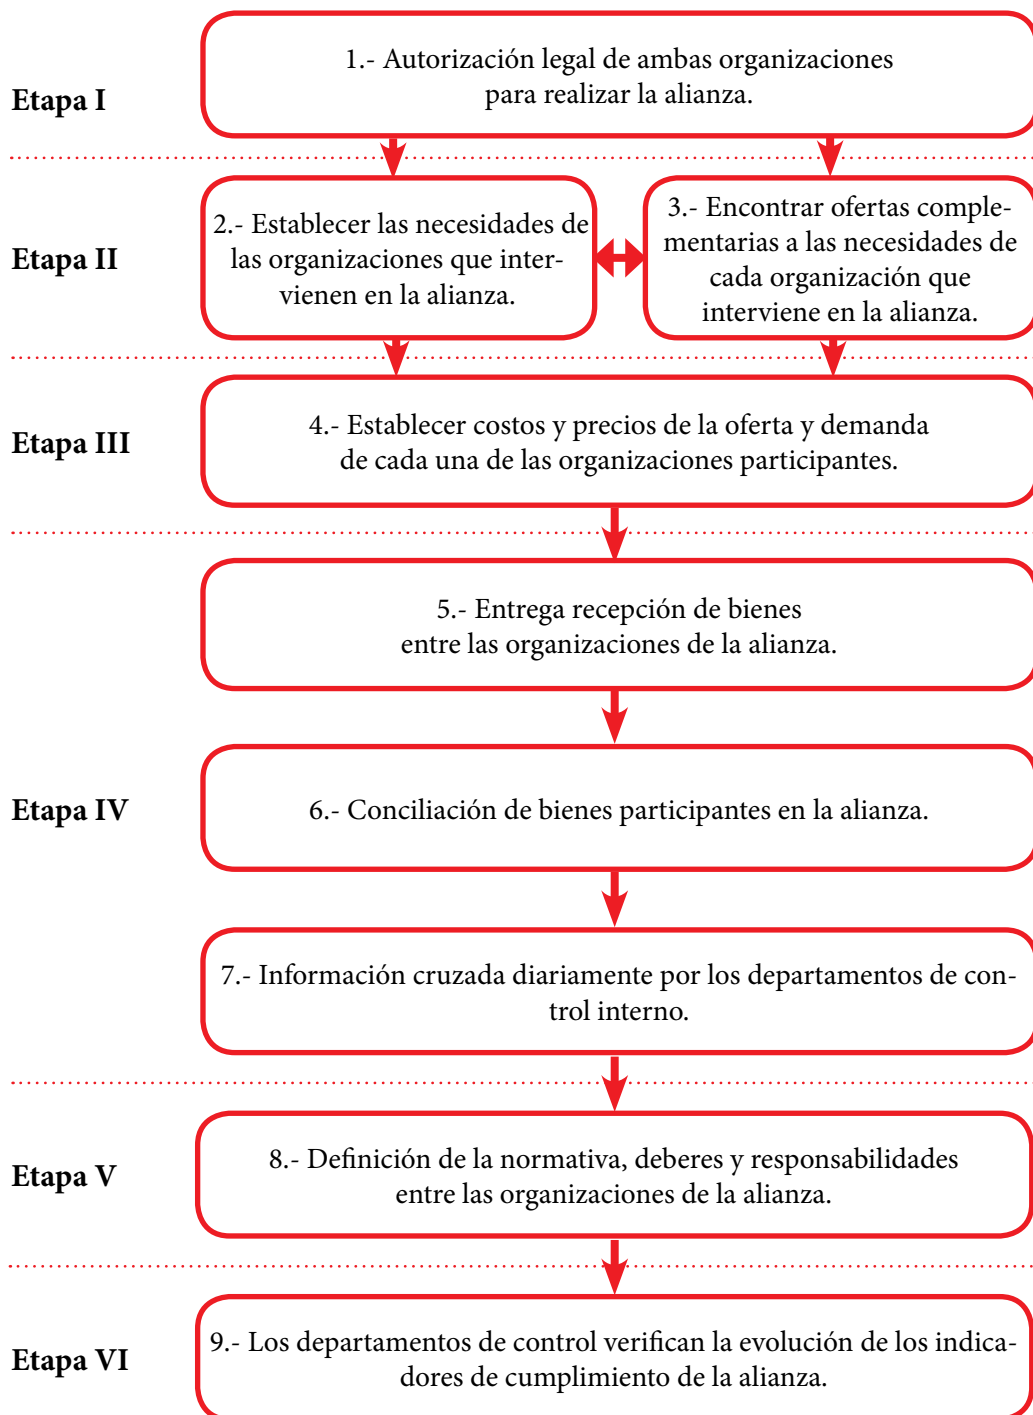 Etapa I
1.- Autorización legal de ambas organizaciones
para realizar la alianza.
Etapa II
2.- Establecer las necesidades de
las organizaciones que inter-
vienen en la alianza.
3.- Encontrar ofertas comple-
mentarias a las necesidades de
cada organización que
interviene en la alianza.
Etapa III
4.- Establecer costos y precios de la oferta y demanda
de cada una de las organizaciones participantes.
Etapa IV
5.- Entrega recepción de bienes
entre las organizaciones de la alianza.
6.- Conciliación de bienes participantes en la alianza.
7.- Información cruzada diariamente por los departamentos de con-
trol interno.
Etapa V
8.- Definición de la normativa, deberes y responsabilidades
entre las organizaciones de la alianza.
Etapa VI
9.- Los departamentos de control verifican la evolución de los indica-
dores de cumplimiento de la alianza.